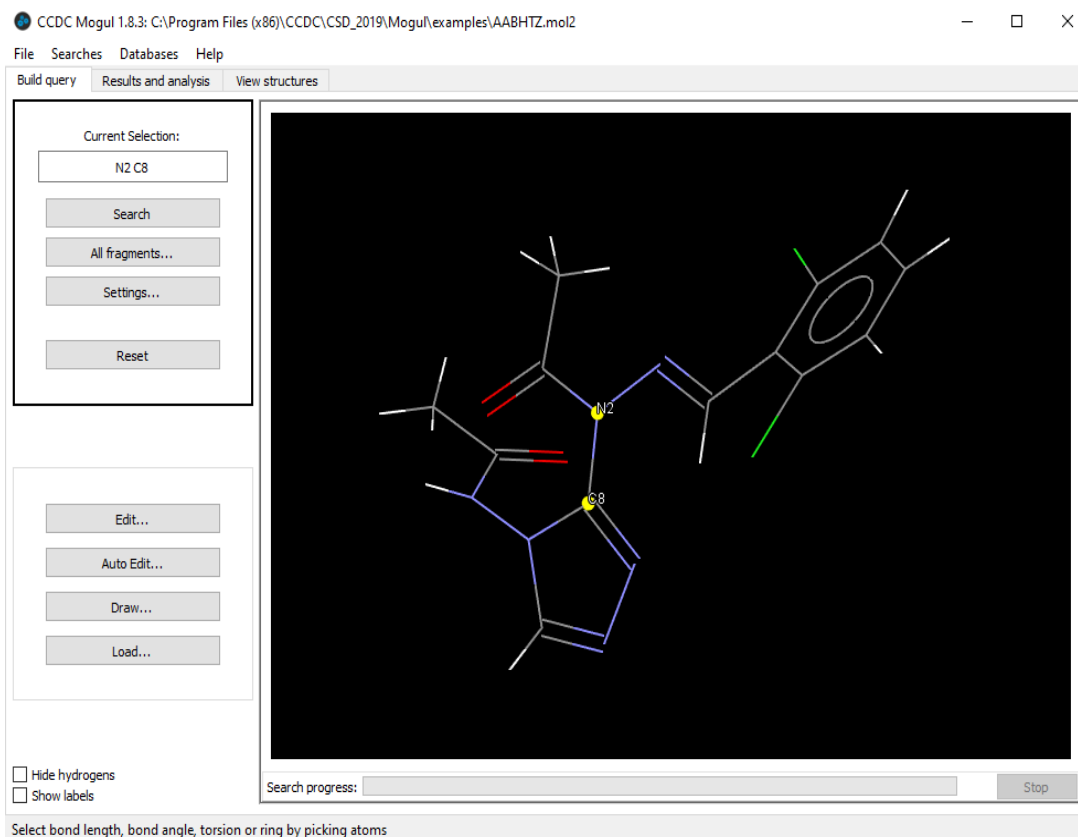 CCDC Mogul 1.8.3: C:\Program Files (x86)\CCDC\CSD_2019\Mogul\examples\AABHTZ.mol2
File Searches Databases Help
Build query Results and analysis View structures
Current Selection:
N2 C8
Search
All fragments...
Settings...
Reset
N2
C8
Edit...
Auto Edit...
Draw...
Load...
Hide hydrogens
Show labels
Search progress:
Stop
Select bond length, bond angle, torsion or ring by picking atoms